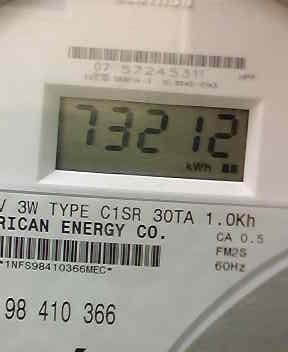 07 57245311
73212
kWh
V 3W TYPE C1SR 30TA 1.0Kh
RICAN ENERGY CO.
CA 0.5
FM2S
60Hz
*1NFS98410366MEC*
98 410 366